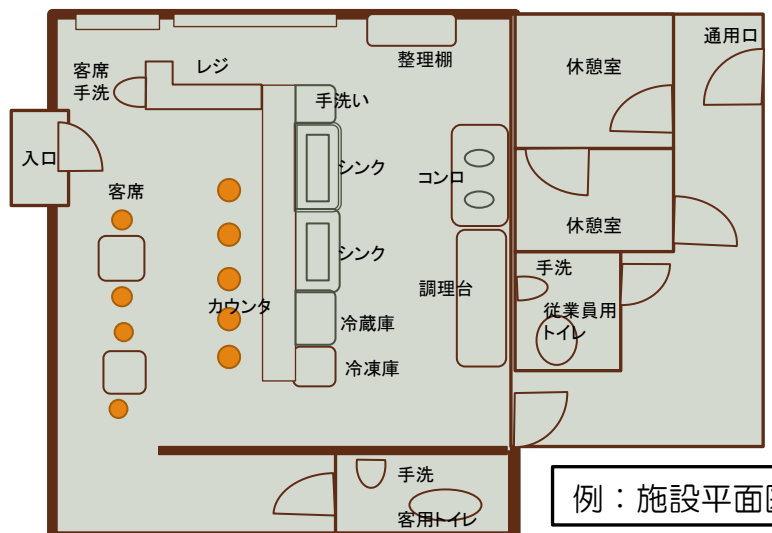 通用口
整理棚
休憩室
レジ
客席
手洗
手洗い
入口
シンク
コンロ
客席
休憩室
シンク
手洗
調理台
カウンタ
従業員用
トイレ
冷蔵庫
冷凍庫
手洗
客用トイレ
例：施設平面図